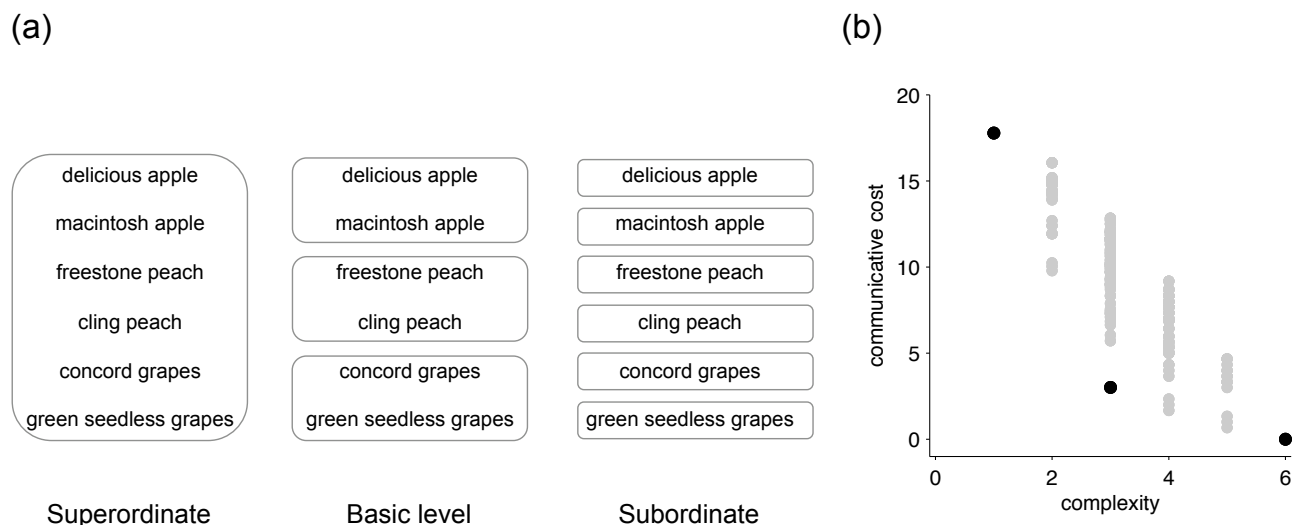 (a)
delicious apple
macintosh apple
freestone peach
cling peach
concord grapes
green seedless grapes
Superordinate
delicious apple
macintosh apple
freestone peach
cling peach
concord grapes
green seedless grapes
Basic level
delicious apple
macintosh apple
freestone peach
cling peach
concord grapes
green seedless grapes
Subordinate
(b)
communicative cost
20
15
10
5
0
0 2 4 6
complexity